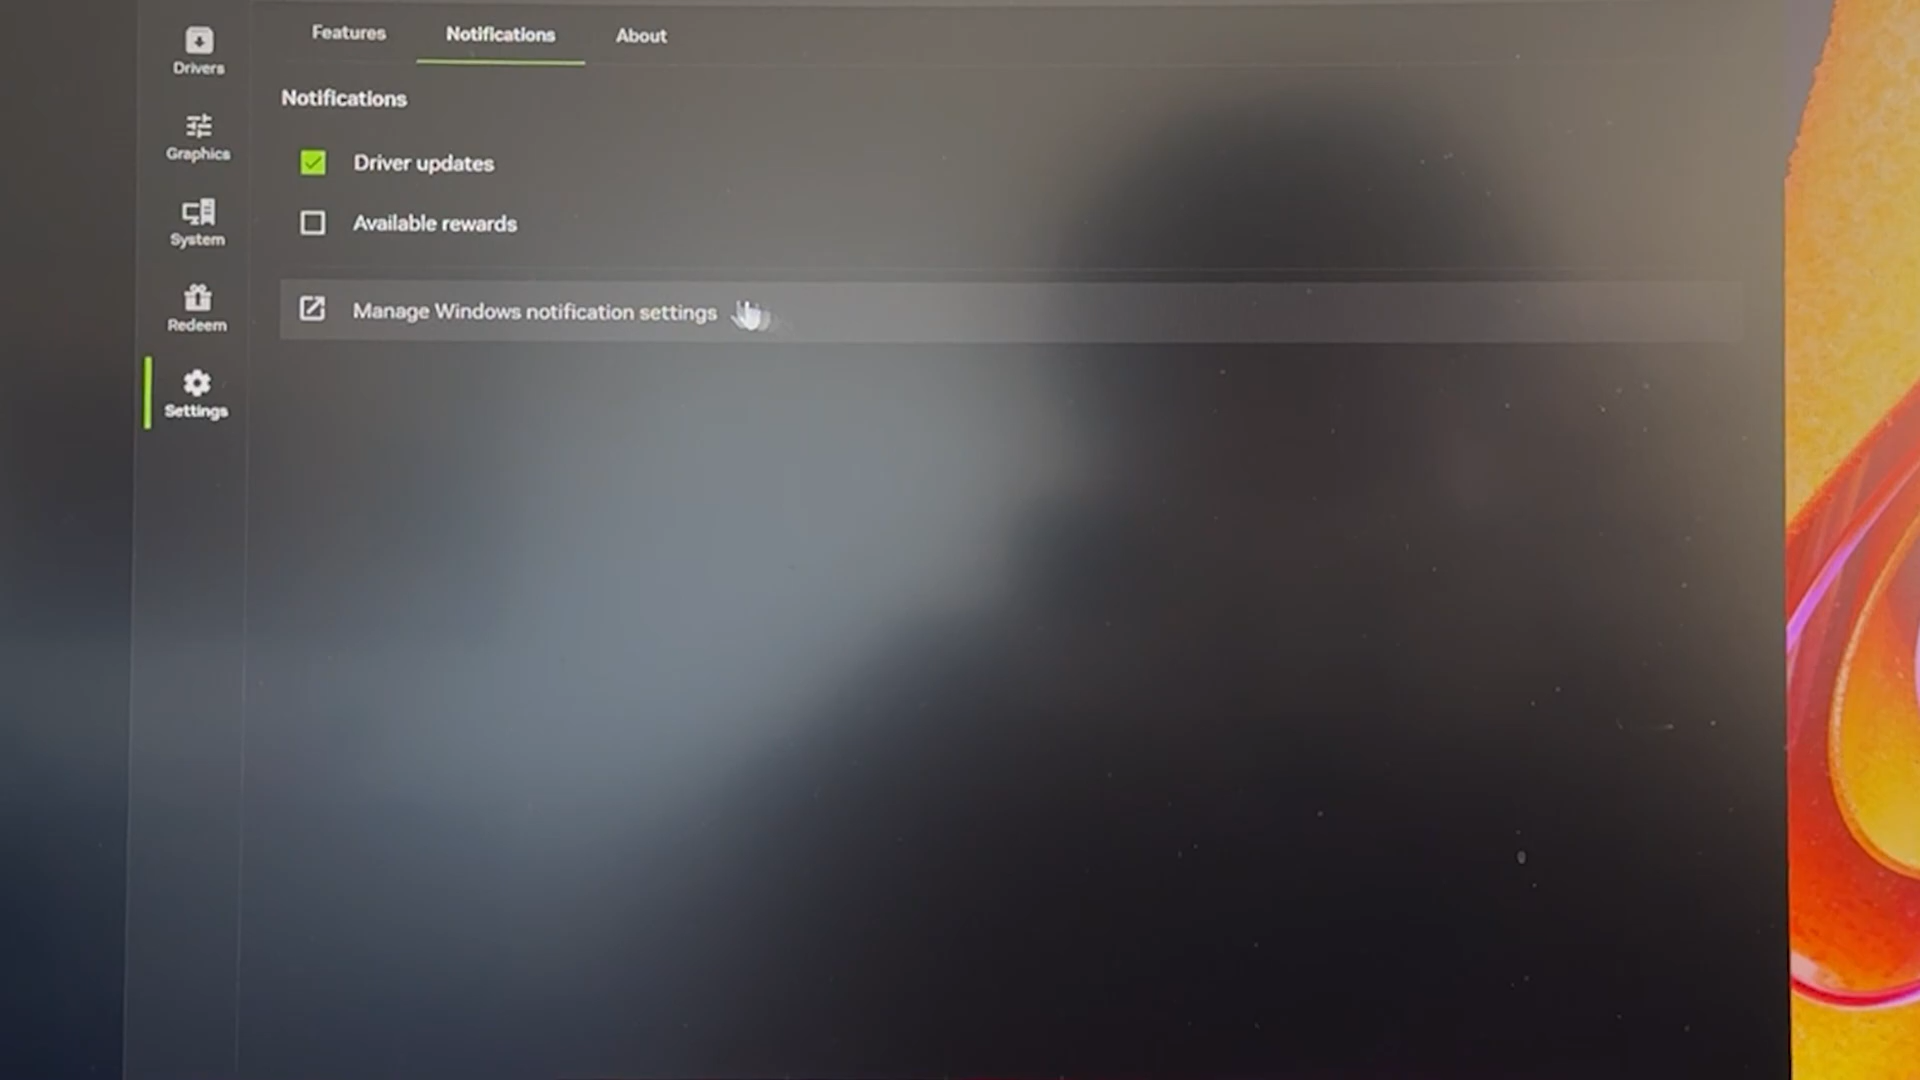 Features
Notifications
About
Drivers
Graphics
System
Redeem
Settings
Notifications
Driver updates
Available rewards
Manage Windows notification settings